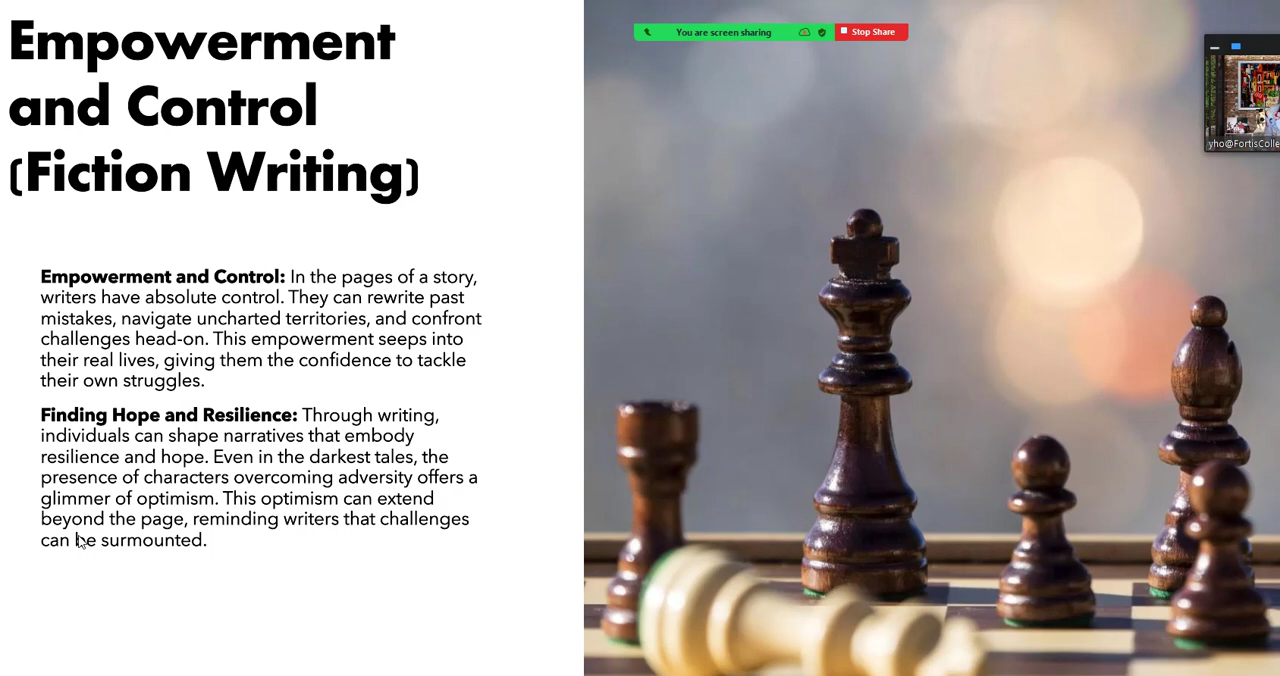 Empowerment
and Control
(Fiction Writing)
You are screen sharing
Stop Share
Empowerment and Control: In the pages of a story,
writers have absolute control. They can rewrite past
mistakes, navigate uncharted territories, and confront
challenges head-on. This empowerment seeps into
their real lives, giving them the confidence to tackle
their own struggles.
Finding Hope and Resilience: Through writing,
individuals can shape narratives that embody
resilience and hope. Even in the darkest tales, the
presence of characters overcoming adversity offers a
glimmer of optimism. This optimism can extend
beyond the page, reminding writers that challenges
can be surmounted.
yho@FortisColle